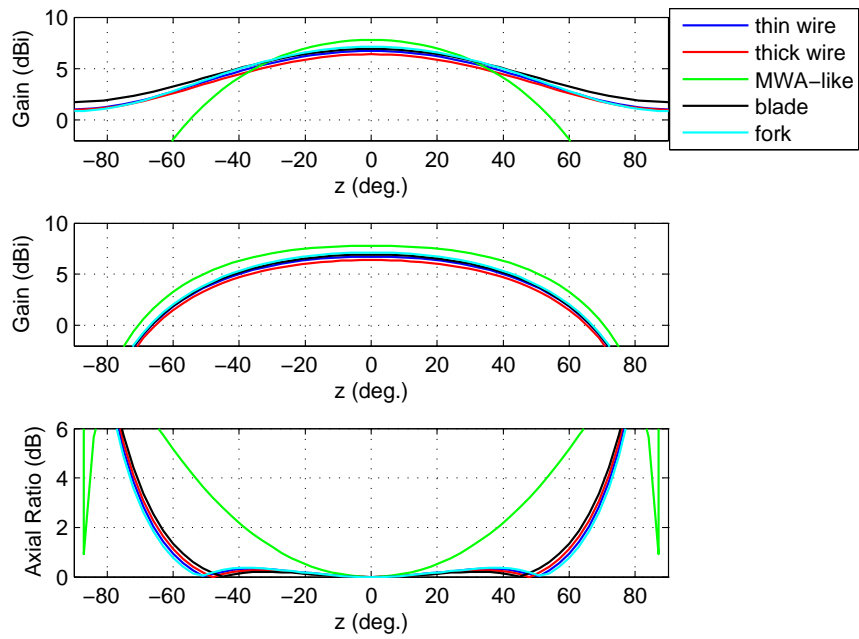 10
5
0
Gain (dBi)
−80 −60 −40 −20 0 20 40 60 80
z (deg.)
thin wire
thick wire
MWA−like
blade
fork
10
5
0
Gain (dBi)
−80 −60 −40 −20 0 20 40 60 80
z (deg.)
6
4
2
0
Axial Ratio (dB)
−80 −60 −40 −20 0 20 40 60 80
z (deg.)